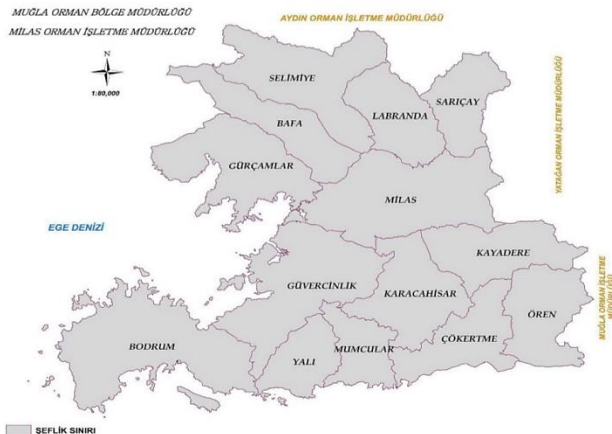 MUĞLA ORMAN BÖLGE MÜDÜRLÜĞÜ
MİLAS ORMAN İŞLETME MÜDÜRLÜĞÜ
AYDIN ORMAN İŞLETME MÜDÜRLÜĞÜ
N
1:80,000
SELİMİYE
SARIÇAY
LABRANDA
BAFA
YATAĞAN ORMAN İŞLETME MÜDÜRLÜĞÜ
GÜRÇAMLAR
MİLAS
EGE DENİZİ
KAYADERE
GÜVERCİNLİK
KARACAHİSAR
MUĞLA ORMAN İŞLETME
MÜDÜRLÜĞÜ
ÖREN
ÇÖKERTME
BODRUM
YALI
MUMCULAR
ŞEFLİK SINIRI